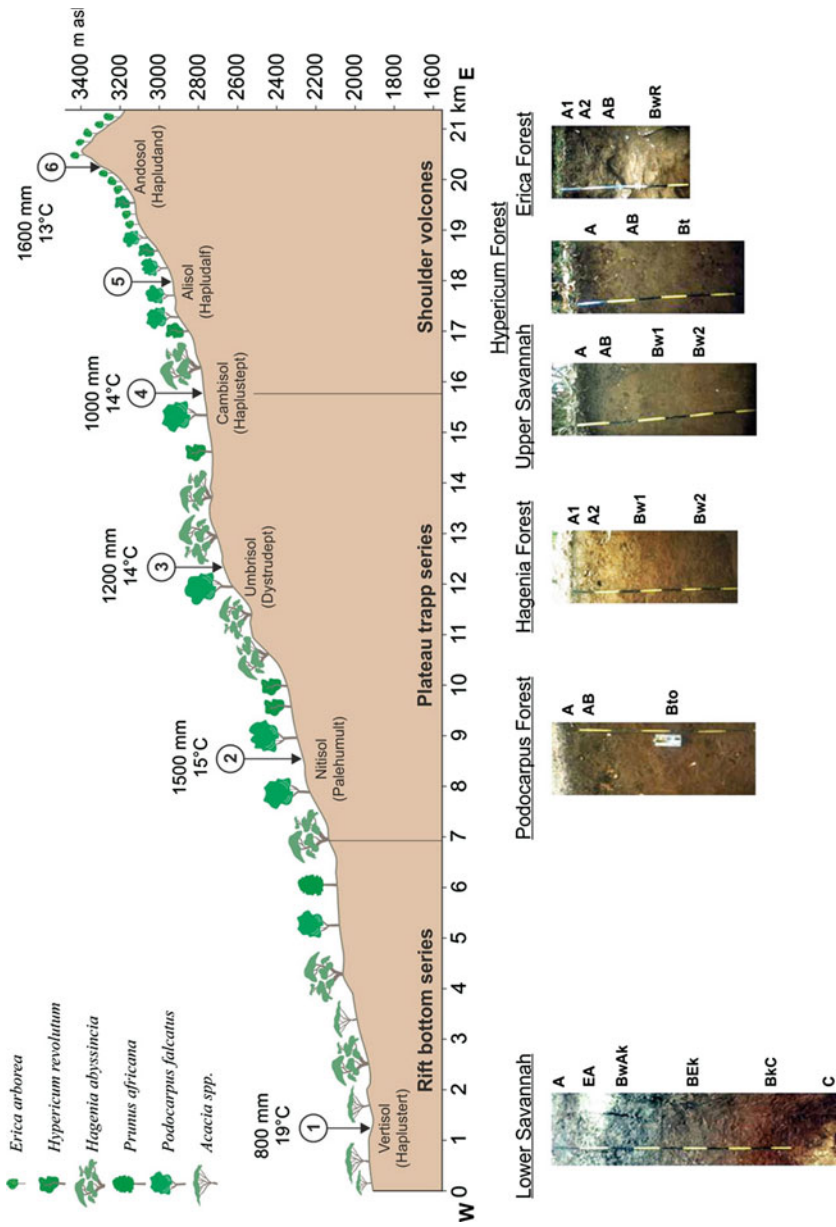 Erica arborea
Hypericum revolutum
Hagenia abyssincia
Prunus africana
Podocarpus falcatus
Acacia spp.
800 mm
19°C
1
1500 mm
15°C
2
1200 mm
14°C
3
1000 mm
14°C
4
5
1600 mm
13°C
6
3400 m asl
3200
3000
2800
2600
2400
2200
2000
1800
1600
Vertisol
(Haplustert)
Nitisol
(Palehumult)
Umbrisol
(Dystrudept)
Cambisol
(Haplustept)
Alisol
(Hapludalf)
Andosol
(Hapludand)
Rift bottom series
Plateau trapp series
Shoulder volcones
W
E
0 1 2 3 4 5 6 7 8 9 10 11 12 13 14 15 16 17 18 19 20 21 km
Lower Savannah
A
EA
BwAk
BEk
BkC
C
Podocarpus Forest
A
AB
Bto
Hagenia Forest
A1
A2
Bw1
Bw2
Upper Savannah
A
AB
Bw1
Bw2
Hypericum Forest
A
AB
Bt
Erica Forest
A1
A2
AB
BwR